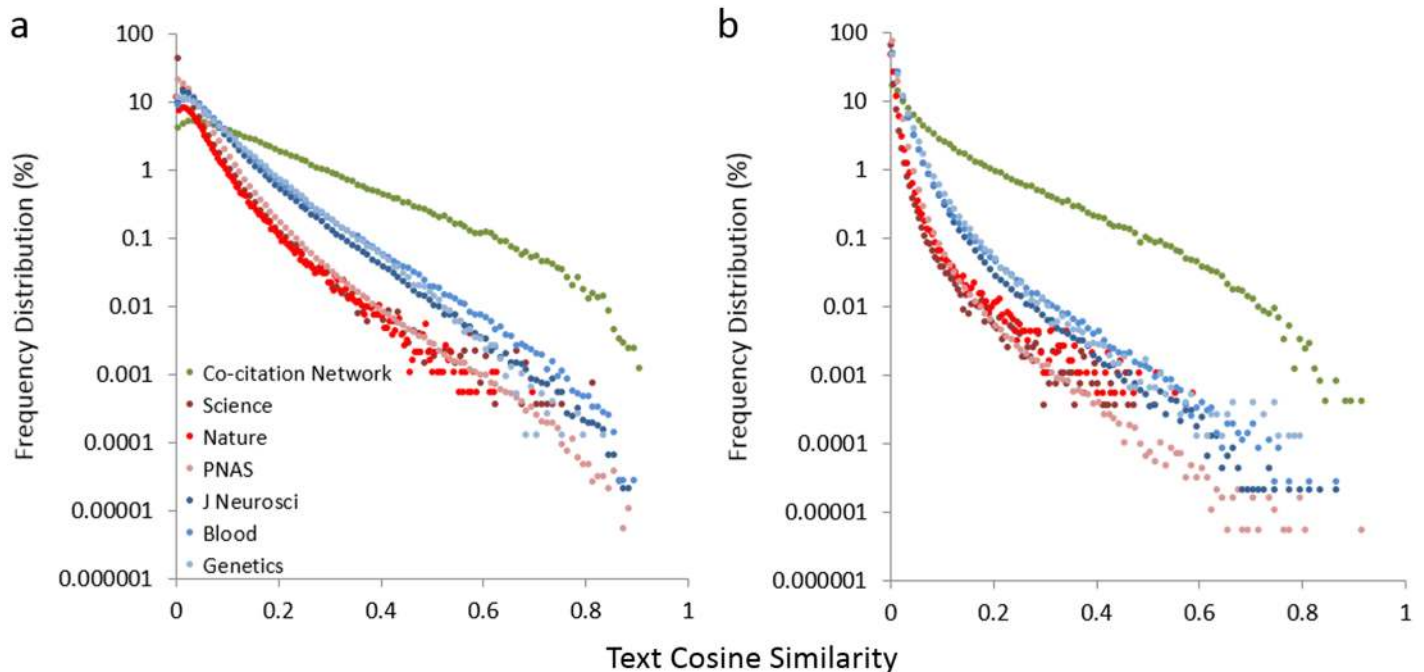 a
100
10
1
0.1
0.01
0.001
0.0001
0.00001
0.000001
Frequency Distribution (%)
Co-citation Network
Science
Nature
PNAS
J Neurosci
Blood
Genetics
0 0.2 0.4 0.6 0.8 1
b
100
10
1
0.1
0.01
0.001
0.0001
0.00001
0.000001
Frequency Distribution (%)
0 0.2 0.4 0.6 0.8 1
Text Cosine Similarity